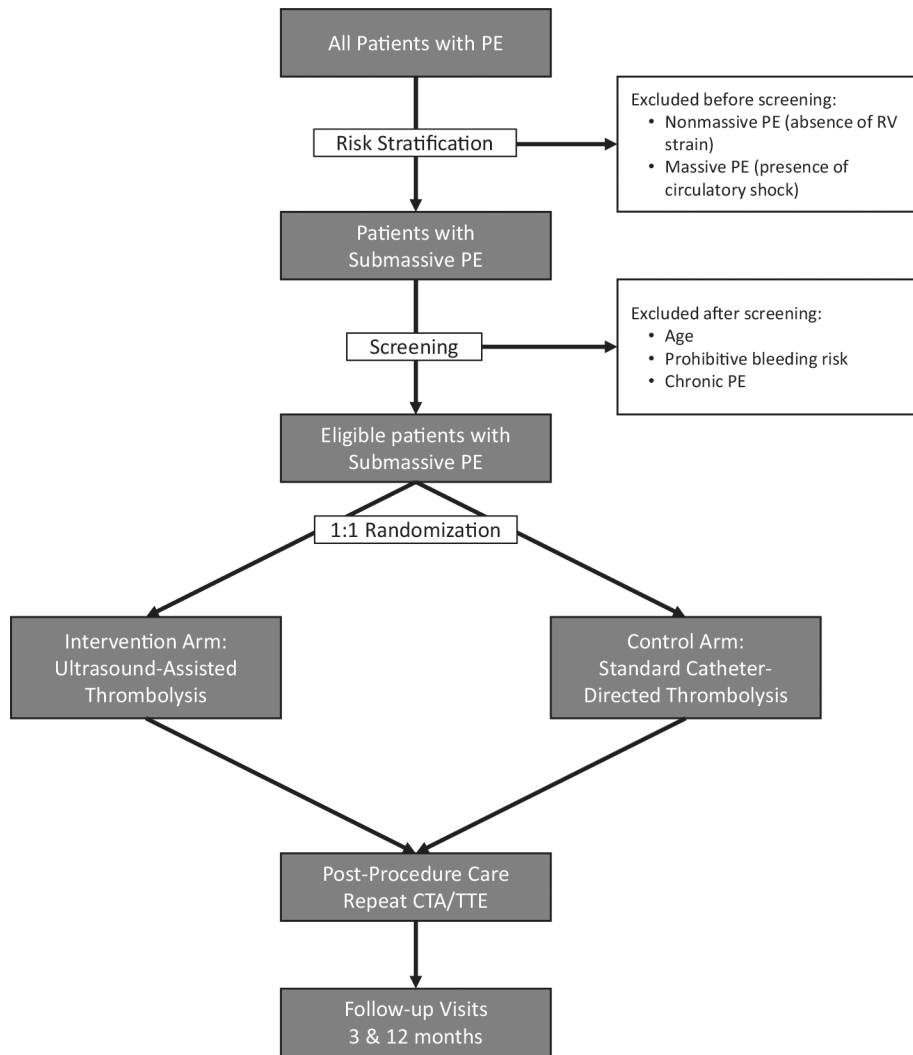 All Patients with PE
Risk Stratification
Excluded before screening:
• Nonmassive PE (absence of RV
strain)
• Massive PE (presence of
circulatory shock)
Patients with
Submassive PE
Screening
Excluded after screening:
• Age
• Prohibitive bleeding risk
• Chronic PE
Eligible patients with
Submassive PE
1:1 Randomization
Intervention Arm:
Ultrasound-Assisted
Thrombolysis
Control Arm:
Standard Catheter-
Directed Thrombolysis
Post-Procedure Care
Repeat CTA/TTE
Follow-up Visits
3 & 12 months